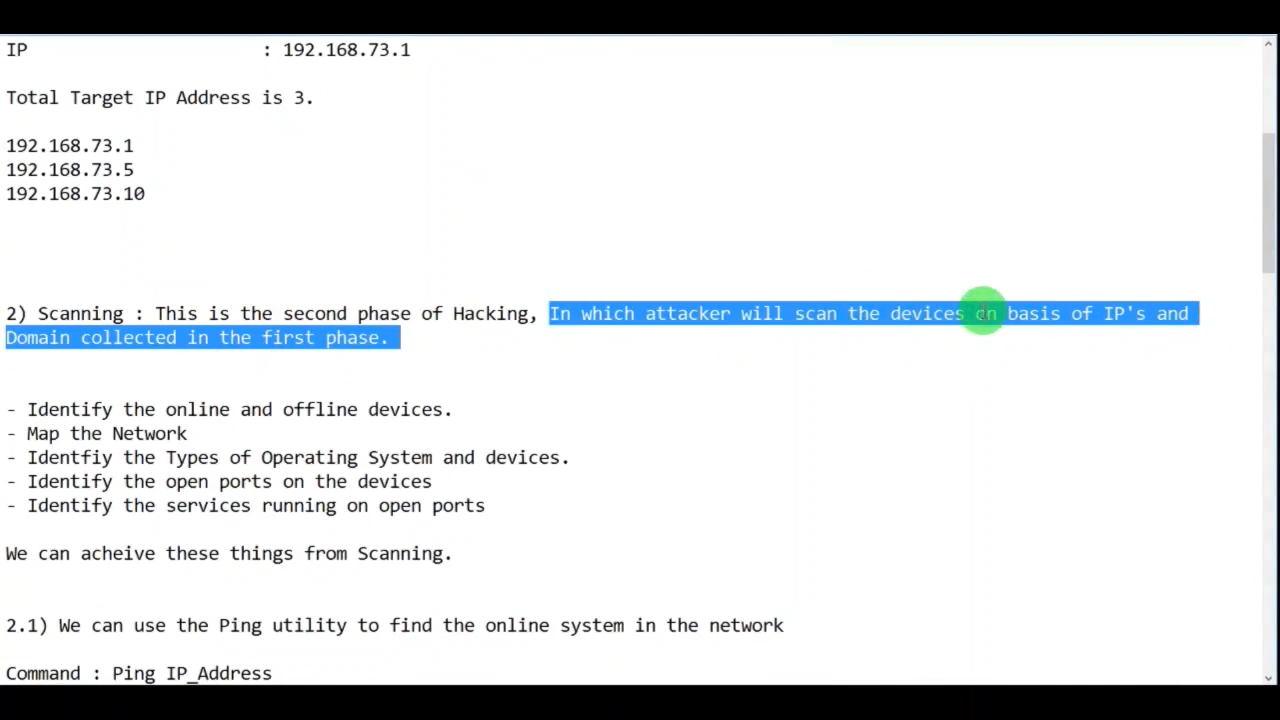 IP : 192.168.73.1
Total Target IP Address is 3.
192.168.73.1
192.168.73.5
192.168.73.10
2) Scanning : This is the second phase of Hacking, In which attacker will scan the devices in basis of IP's and
Domain collected in the first phase.
- Identify the online and offline devices.
- Map the Network
- Identfiy the Types of Operating System and devices.
- Identify the open ports on the devices
- Identify the services running on open ports
We can acheive these things from Scanning.
2.1) We can use the Ping utility to find the online system in the network
Command : Ping IP_Address